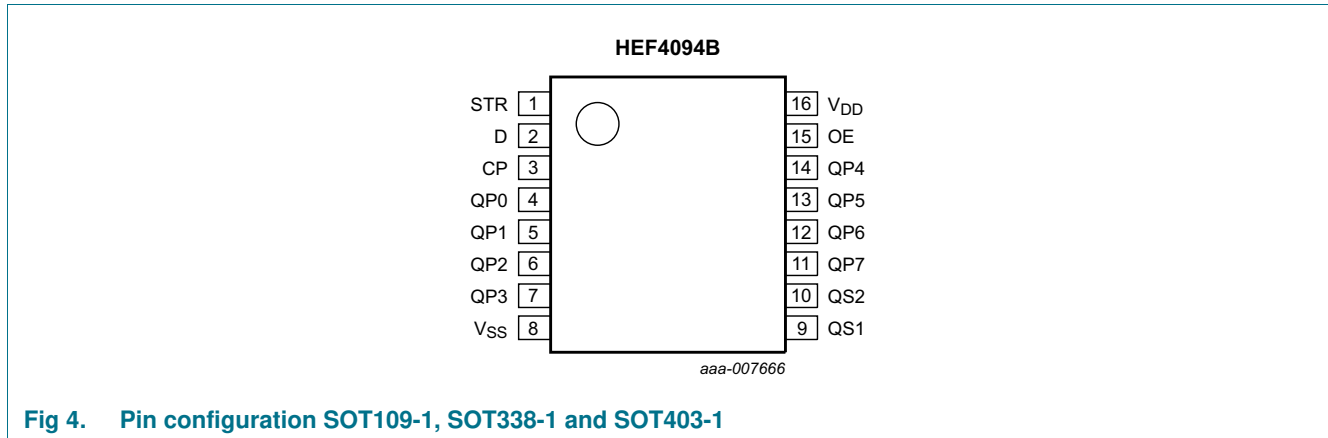 HEF4094B
STR 1 16 VDD
D 2 15 OE
CP 3 14 QP4
QP0 4 13 QP5
QP1 5 12 QP6
QP2 6 11 QP7
QP3 7 10 QS2
VSS 8 9 QS1
aaa-007666
Fig 4. Pin configuration SOT109-1, SOT338-1 and SOT403-1